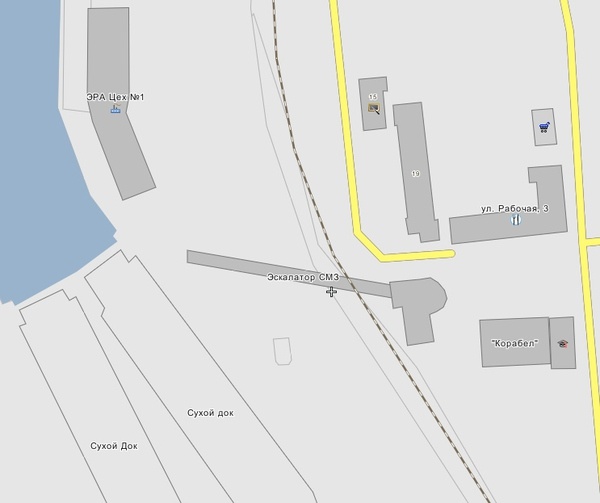 ЭРА Цех №1
15
19
ул. Рабочая, 3
Эскалатор СМЗ
"Корабел"
Сухой док
Сухой Док